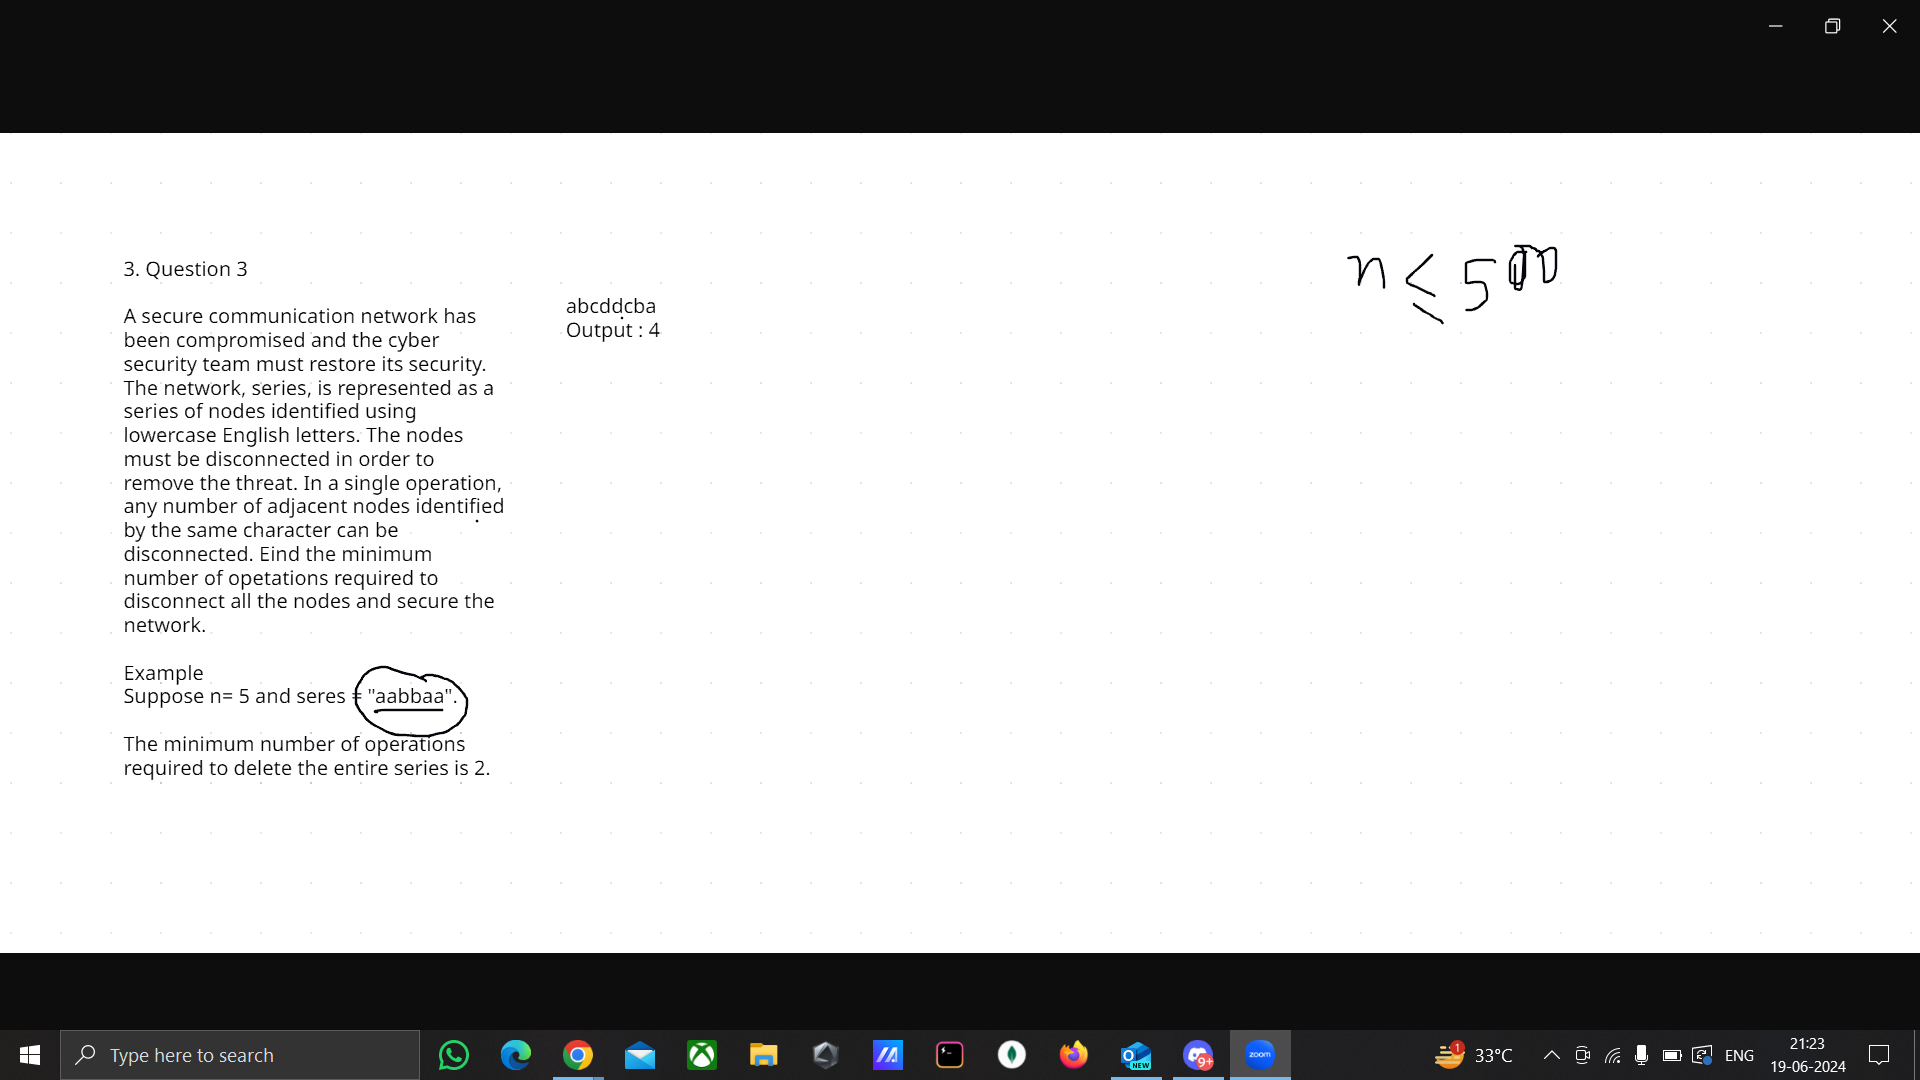 3. Question 3
A secure communication network has
been compromised and the cyber
security team must restore its security.
The network, series, is represented as a
series of nodes identified using
lowercase English letters. The nodes
must be disconnected in order to
remove the threat. In a single operation,
any number of adjacent nodes identified
by the same character can be
disconnected. Eind the minimum
number of opetations required to
disconnect all the nodes and secure the
network.
Example
Suppose n= 5 and seres = "aabbaa".
The minimum number of operations
required to delete the entire series is 2.
abcddcba
Output : 4
n ≤ 500
Type here to search
NEW
9+
zoom
1
33°C
ENG
21:23
19-06-2024